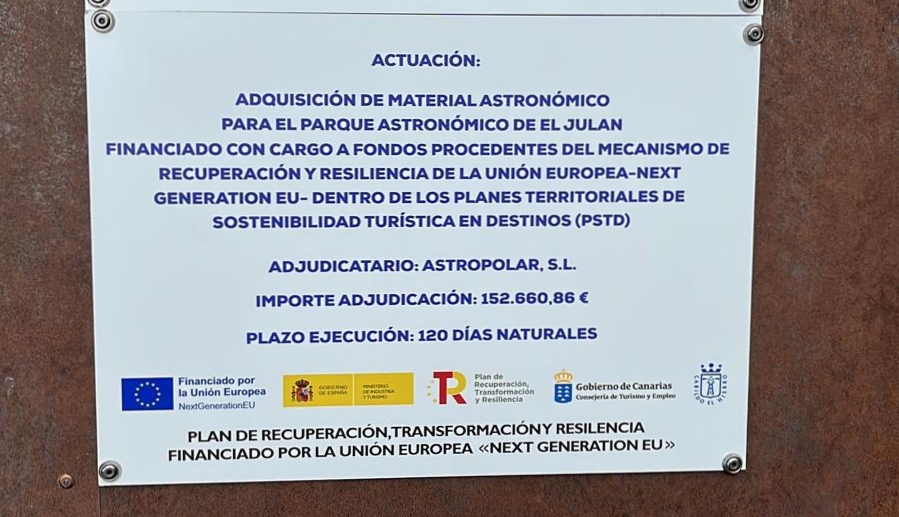 ACTUACIÓN:
ADQUISICIÓN DE MATERIAL ASTRONÓMICO
PARA EL PARQUE ASTRONÓMICO DE EL JULAN
FINANCIADO CON CARGO A FONDOS PROCEDENTES DEL MECANISMO DE
RECUPERACIÓN Y RESILIENCIA DE LA UNIÓN EUROPEA-NEXT
GENERATION EU- DENTRO DE LOS PLANES TERRITORIALES DE
SOSTENIBILIDAD TURÍSTICA EN DESTINOS (PSTD)
ADJUDICATARIO: ASTROPOLAR, S.L.
IMPORTE ADJUDICACIÓN: 152.660,86 €
PLAZO EJECUCIÓN: 120 DÍAS NATURALES
Financiado por
la Unión Europea
NextGenerationEU
GOBIERNO
DE ESPAÑA
MINISTERIO
DE INDUSTRIA
Y TURISMO
TR
Plan de
Recuperación,
Transformación
y Resiliencia
Gobierno de Canarias
Consejería de Turismo y Empleo
CABILDO EL HIERRO
PLAN DE RECUPERACIÓN,TRANSFORMACIÓNY RESILENCIA
FINANCIADO POR LA UNIÓN EUROPEA «NEXT GENERATION EU»